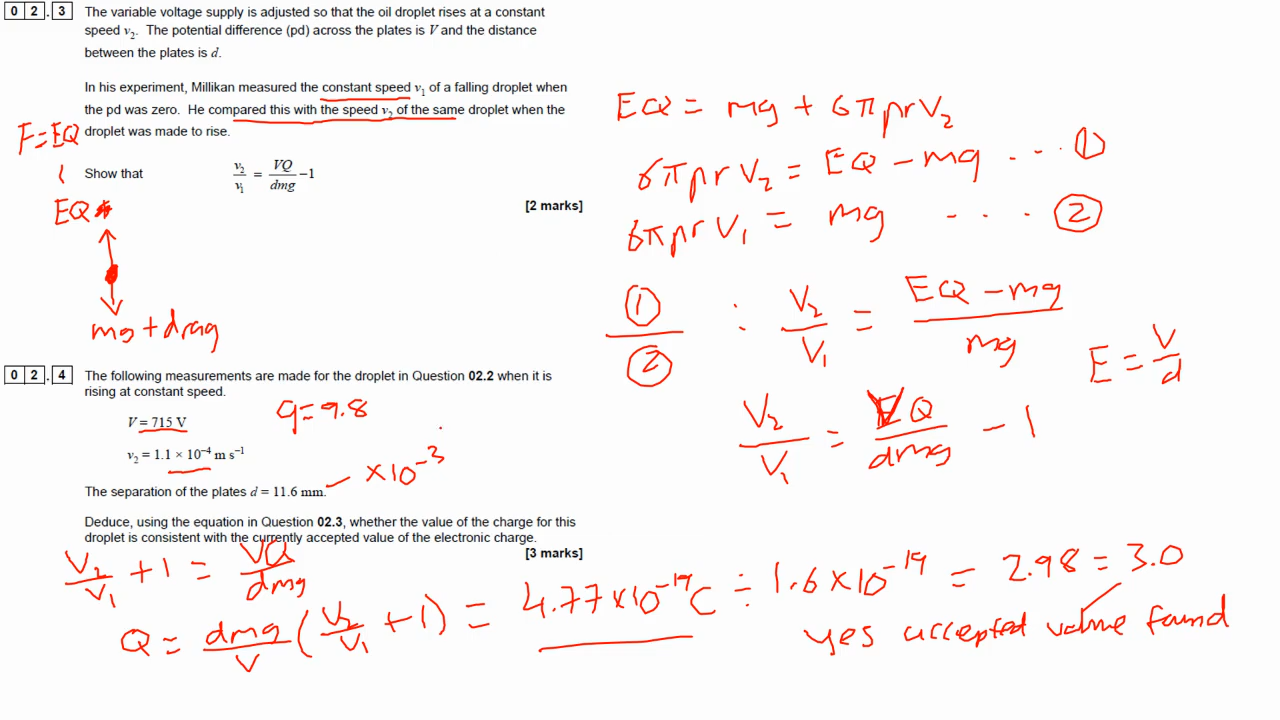 0 2 . 3 The variable voltage supply is adjusted so that the oil droplet rises at a constant
speed v₂. The potential difference (pd) across the plates is V and the distance
between the plates is d.
In his experiment, Millikan measured the constant speed v₁ of a falling droplet when
the pd was zero. He compared this with the speed v₂ of the same droplet when the
droplet was made to rise.
Show that v₂/v₁ = VQ/dmg − 1
[2 marks]
F = EQ
EQ
mg + drag
EQ = mg + 6πηrV₂
6πηrV₂ = EQ − mg ... ①
6πηrV₁ = mg ... ②
①/② : V₂/V₁ = (EQ − mg)/mg
E = V/d
V₂/V₁ = VQ/dmg − 1
0 2 . 4 The following measurements are made for the droplet in Question 02.2 when it is
rising at constant speed.
V = 715 V
g = 9.8
v₂ = 1.1 × 10⁻⁴ m s⁻¹
The separation of the plates d = 11.6 mm.
× 10⁻³
Deduce, using the equation in Question 02.3, whether the value of the charge for this
droplet is consistent with the currently accepted value of the electronic charge.
[3 marks]
V₂/V₁ + 1 = VQ/dmg
Q = dmg/V (V₂/V₁ + 1) = 4.77 × 10⁻¹⁹ C ÷ 1.6 × 10⁻¹⁹ = 2.98 = 3.0
yes accepted value found